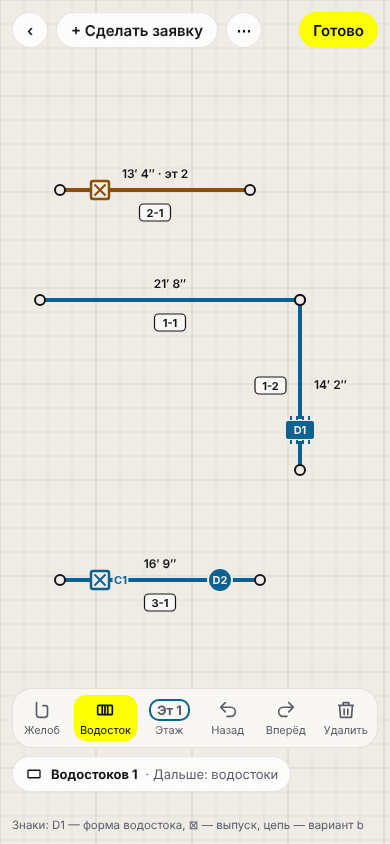 ‹ + Сделать заявку ⋯ Готово
13′ 4′′ · эт 2
2-1
21′ 8′′
1-1
1-2 14′ 2′′
D1
16′ 9′′
C1 D2
3-1
Желоб Водосток Эт 1 Этаж Назад Вперёд Удалить
Водостоков 1 · Дальше: водостоки
Знаки: D1 — форма водостока, ⊠ — выпуск, цепь — вариант b